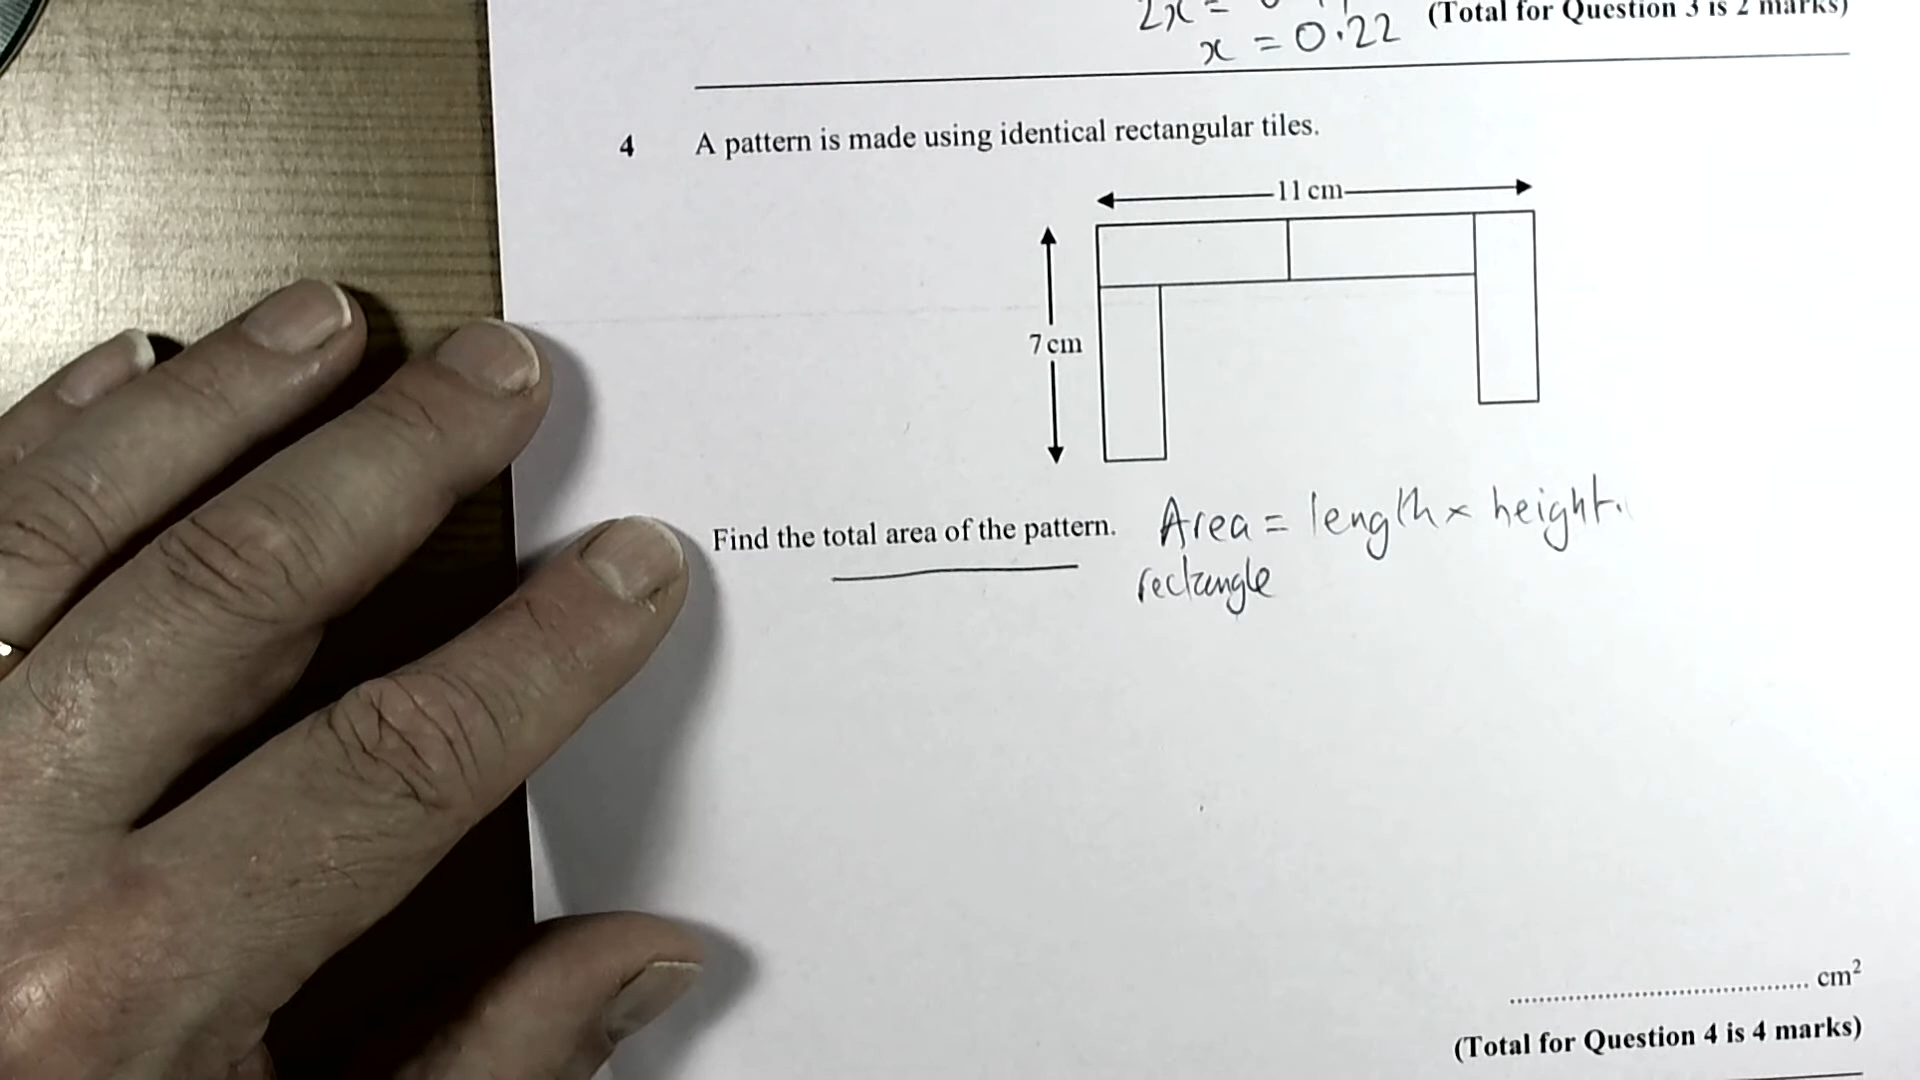 2x =
x = 0.22
(Total for Question 3 is 2 marks)
4 A pattern is made using identical rectangular tiles.
11 cm
7 cm
Find the total area of the pattern.
Area = length x height.
rectangle
cm²
(Total for Question 4 is 4 marks)